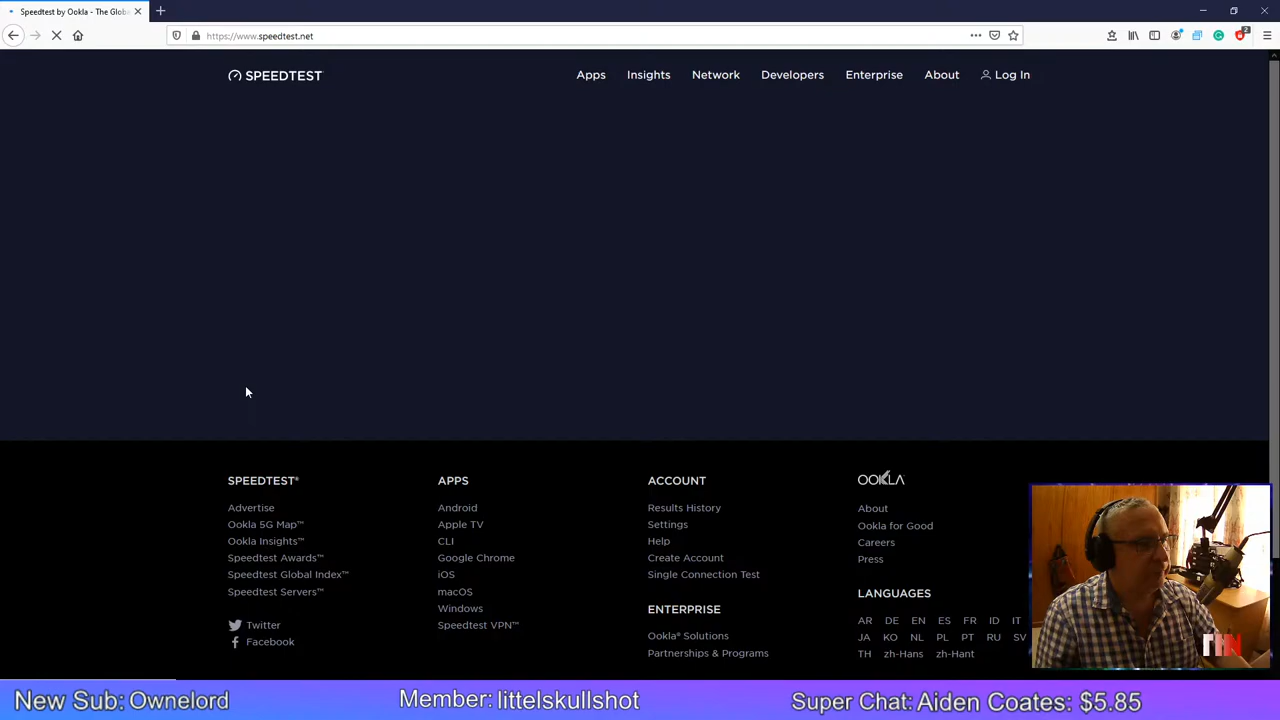 Speedtest by Ookla - The Globa
https://www.speedtest.net
2
SPEEDTEST
Apps Insights Network Developers Enterprise About Log In
SPEEDTEST®
Advertise
Ookla 5G Map™
Ookla Insights™
Speedtest Awards™
Speedtest Global Index™
Speedtest Servers™
Twitter
Facebook
APPS
Android
Apple TV
CLI
Google Chrome
iOS
macOS
Windows
Speedtest VPN™
ACCOUNT
Results History
Settings
Help
Create Account
Single Connection Test
ENTERPRISE
Ookla® Solutions
Partnerships & Programs
OOKLA
About
Ookla for Good
Careers
Press
LANGUAGES
AR DE EN ES FR ID IT
JA KO NL PL PT RU SV
TH zh-Hans zh-Hant
New Sub: Ownelord Member: littelskullshot Super Chat: Aiden Coates: $5.85